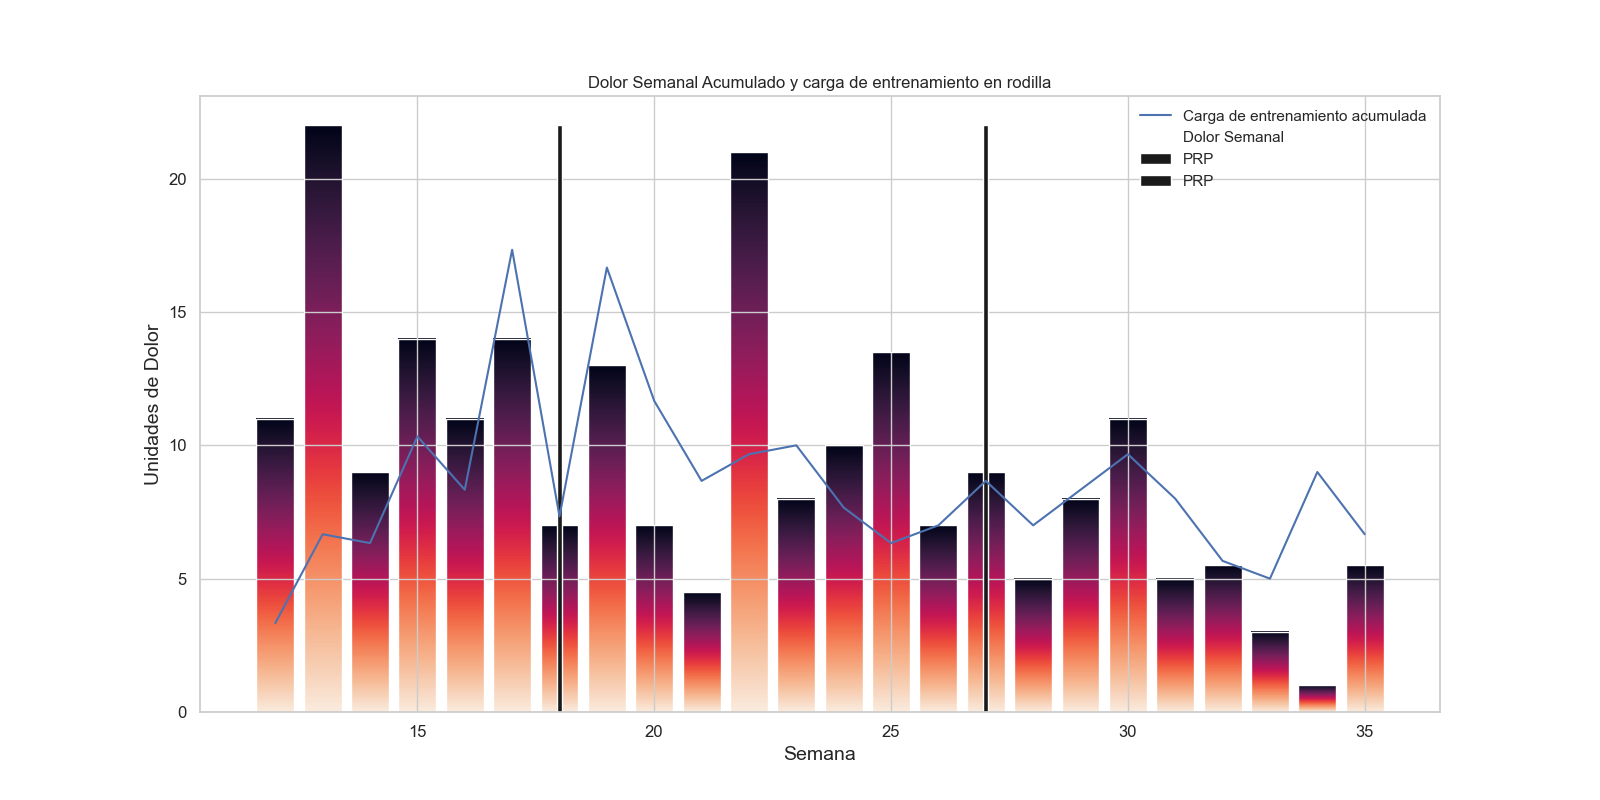 Dolor Semanal Acumulado y carga de entrenamiento en rodilla
Carga de entrenamiento acumulada
Dolor Semanal
PRP
PRP
Unidades de Dolor
20
15
10
5
0
15 20 25 30 35
Semana